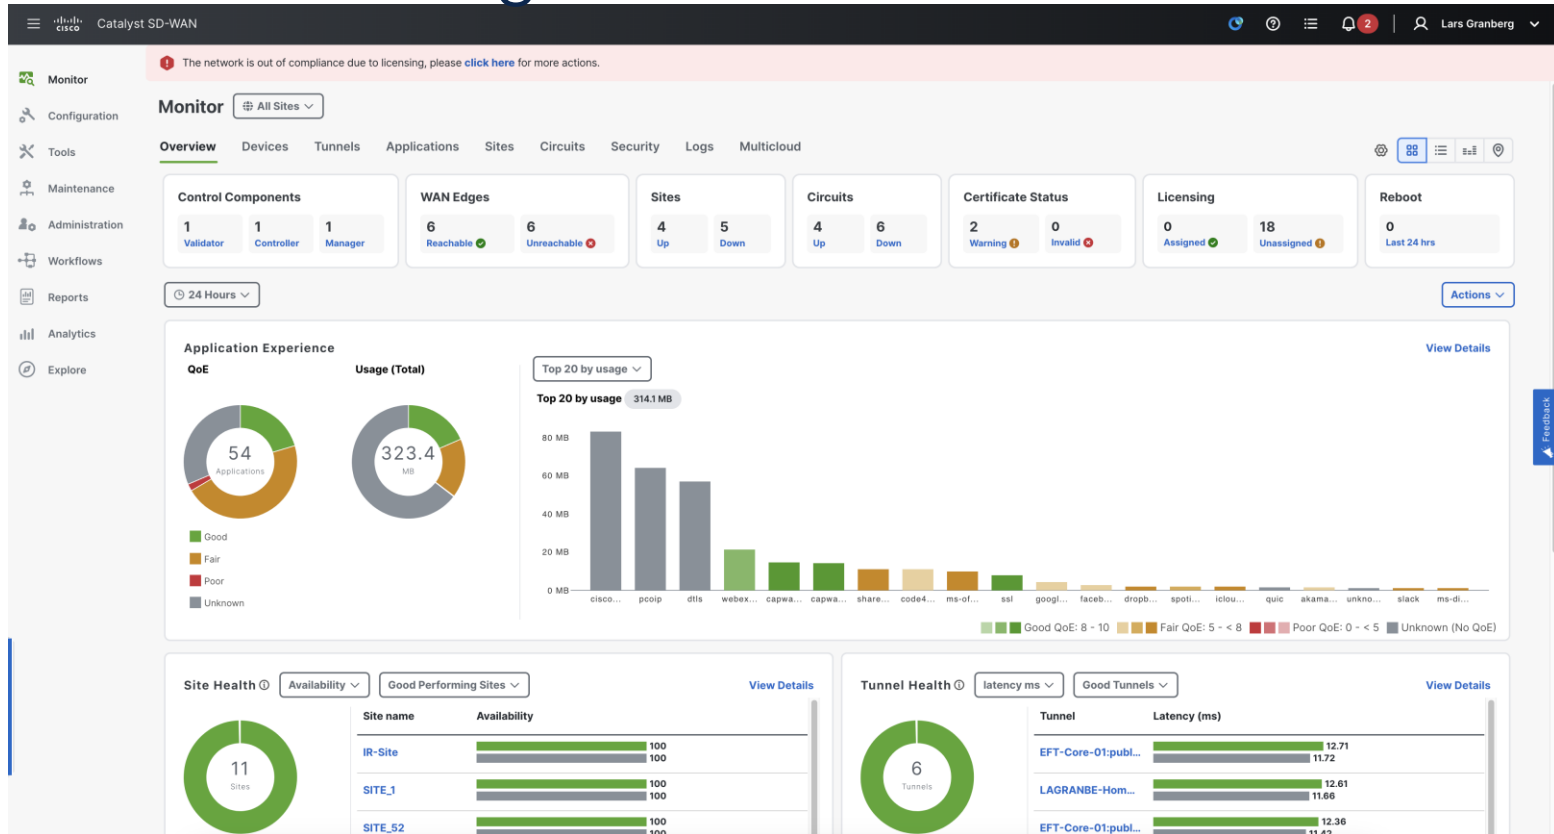 cisco Catalyst SD-WAN
2
Lars Granberg
The network is out of compliance due to licensing, please click here for more actions.
Monitor
Configuration
Tools
Maintenance
Administration
Workflows
Reports
Analytics
Explore
Monitor All Sites
Overview Devices Tunnels Applications Sites Circuits Security Logs Multicloud
Control Components
1 1 1
Validator Controller Manager
WAN Edges
6 6
Reachable Unreachable
Sites
4 5
Up Down
Circuits
4 6
Up Down
Certificate Status
2 0
Warning Invalid
Licensing
0 18
Assigned Unassigned
Reboot
0
Last 24 hrs
24 Hours
Actions
Application Experience
View Details
QoE
54
Applications
Good
Fair
Poor
Unknown
Usage (Total)
323.4
MB
Top 20 by usage
Top 20 by usage 314.1 MB
80 MB
60 MB
40 MB
20 MB
0 MB
cisco... pcoip dtls webex... capwa... capwa... share... code4... ms-of... ssl googl... faceb... dropb... spoti... iclou... quic akama... unkno... slack ms-di...
Good QoE: 8 - 10 Fair QoE: 5 - < 8 Poor QoE: 0 - < 5 Unknown (No QoE)
Feedback
Site Health Availability Good Performing Sites View Details
11
Sites
Site name Availability
IR-Site 100
100
SITE_1 100
100
SITE_52 100
100
Tunnel Health latency ms Good Tunnels View Details
6
Tunnels
Tunnel Latency (ms)
EFT-Core-01:publ... 12.71
11.72
LAGRANBE-Hom... 12.61
11.66
EFT-Core-01:publ... 12.36
11.42